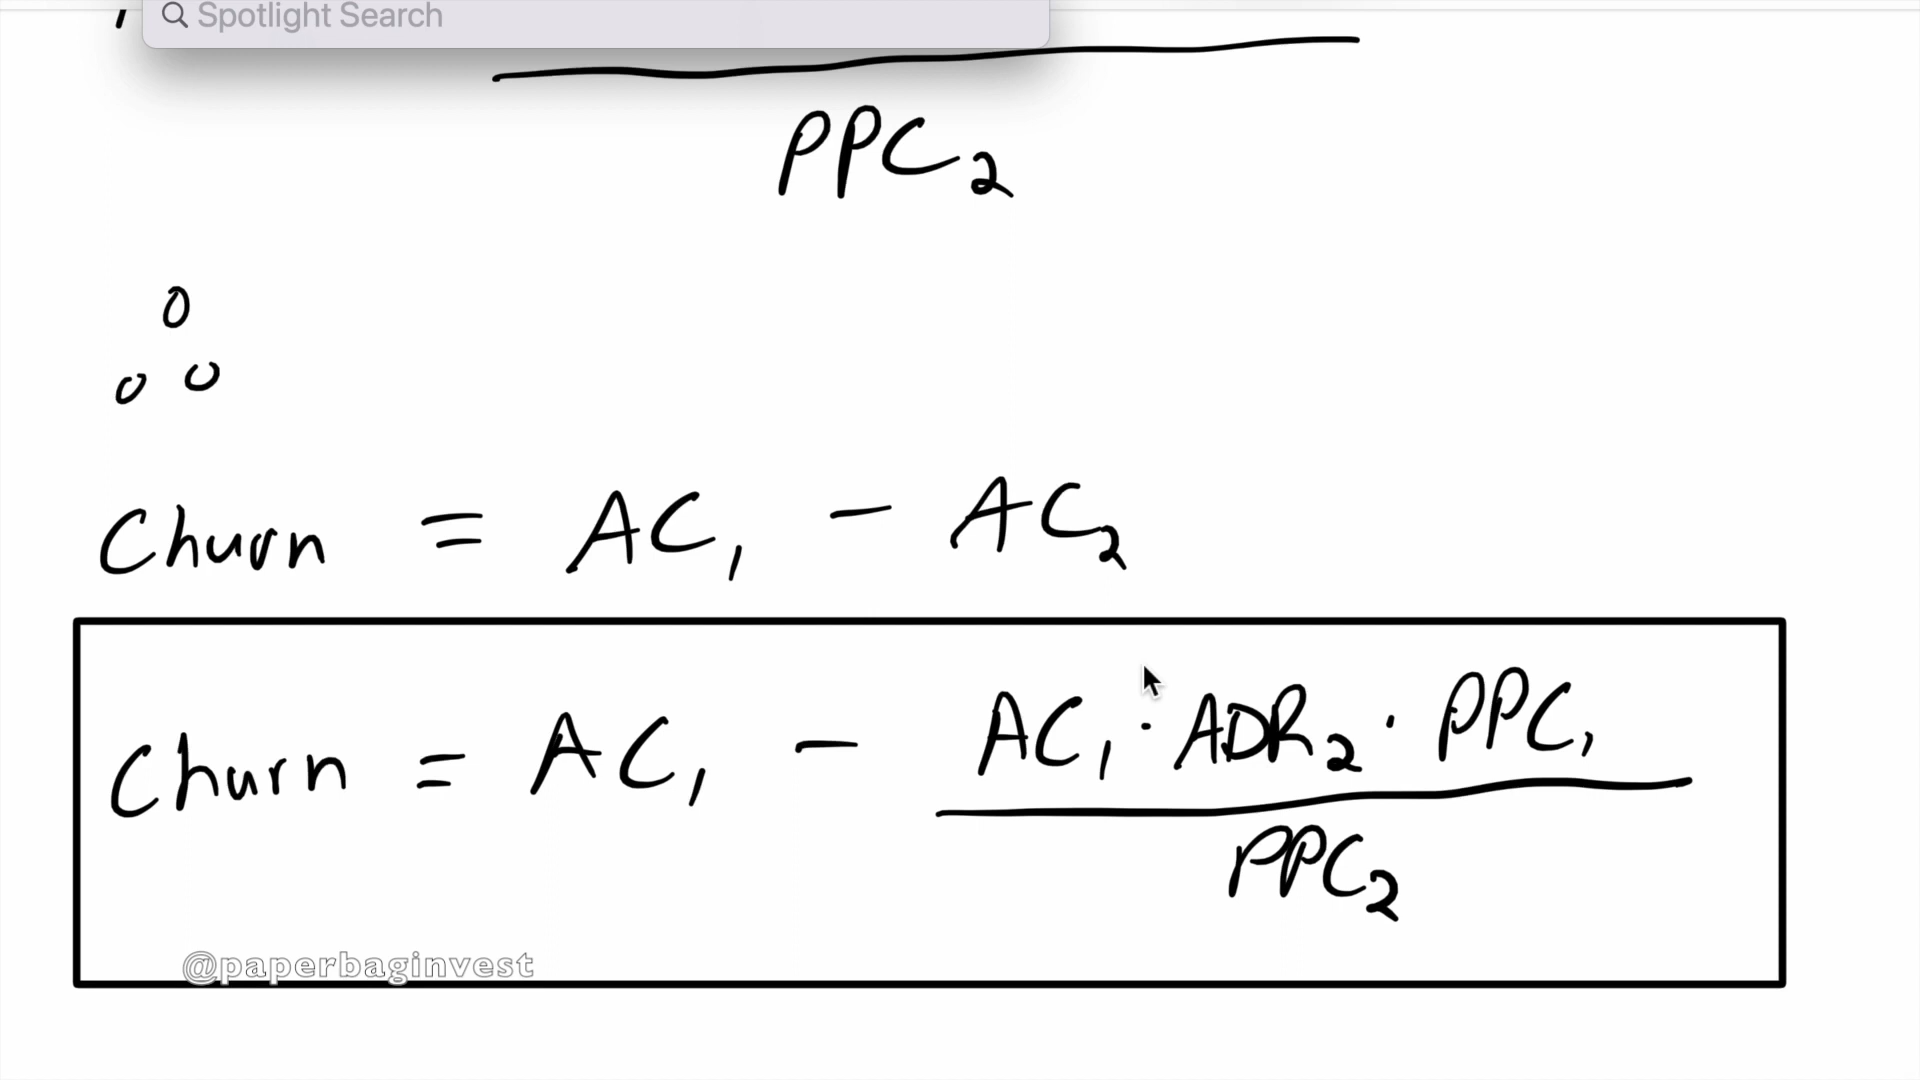 Spotlight Search
PPC₂
∴
Churn = AC₁ - AC₂
Churn = AC₁ - AC₁ · ADR₂ · PPC₁
PPC₂
@paperbaginvest